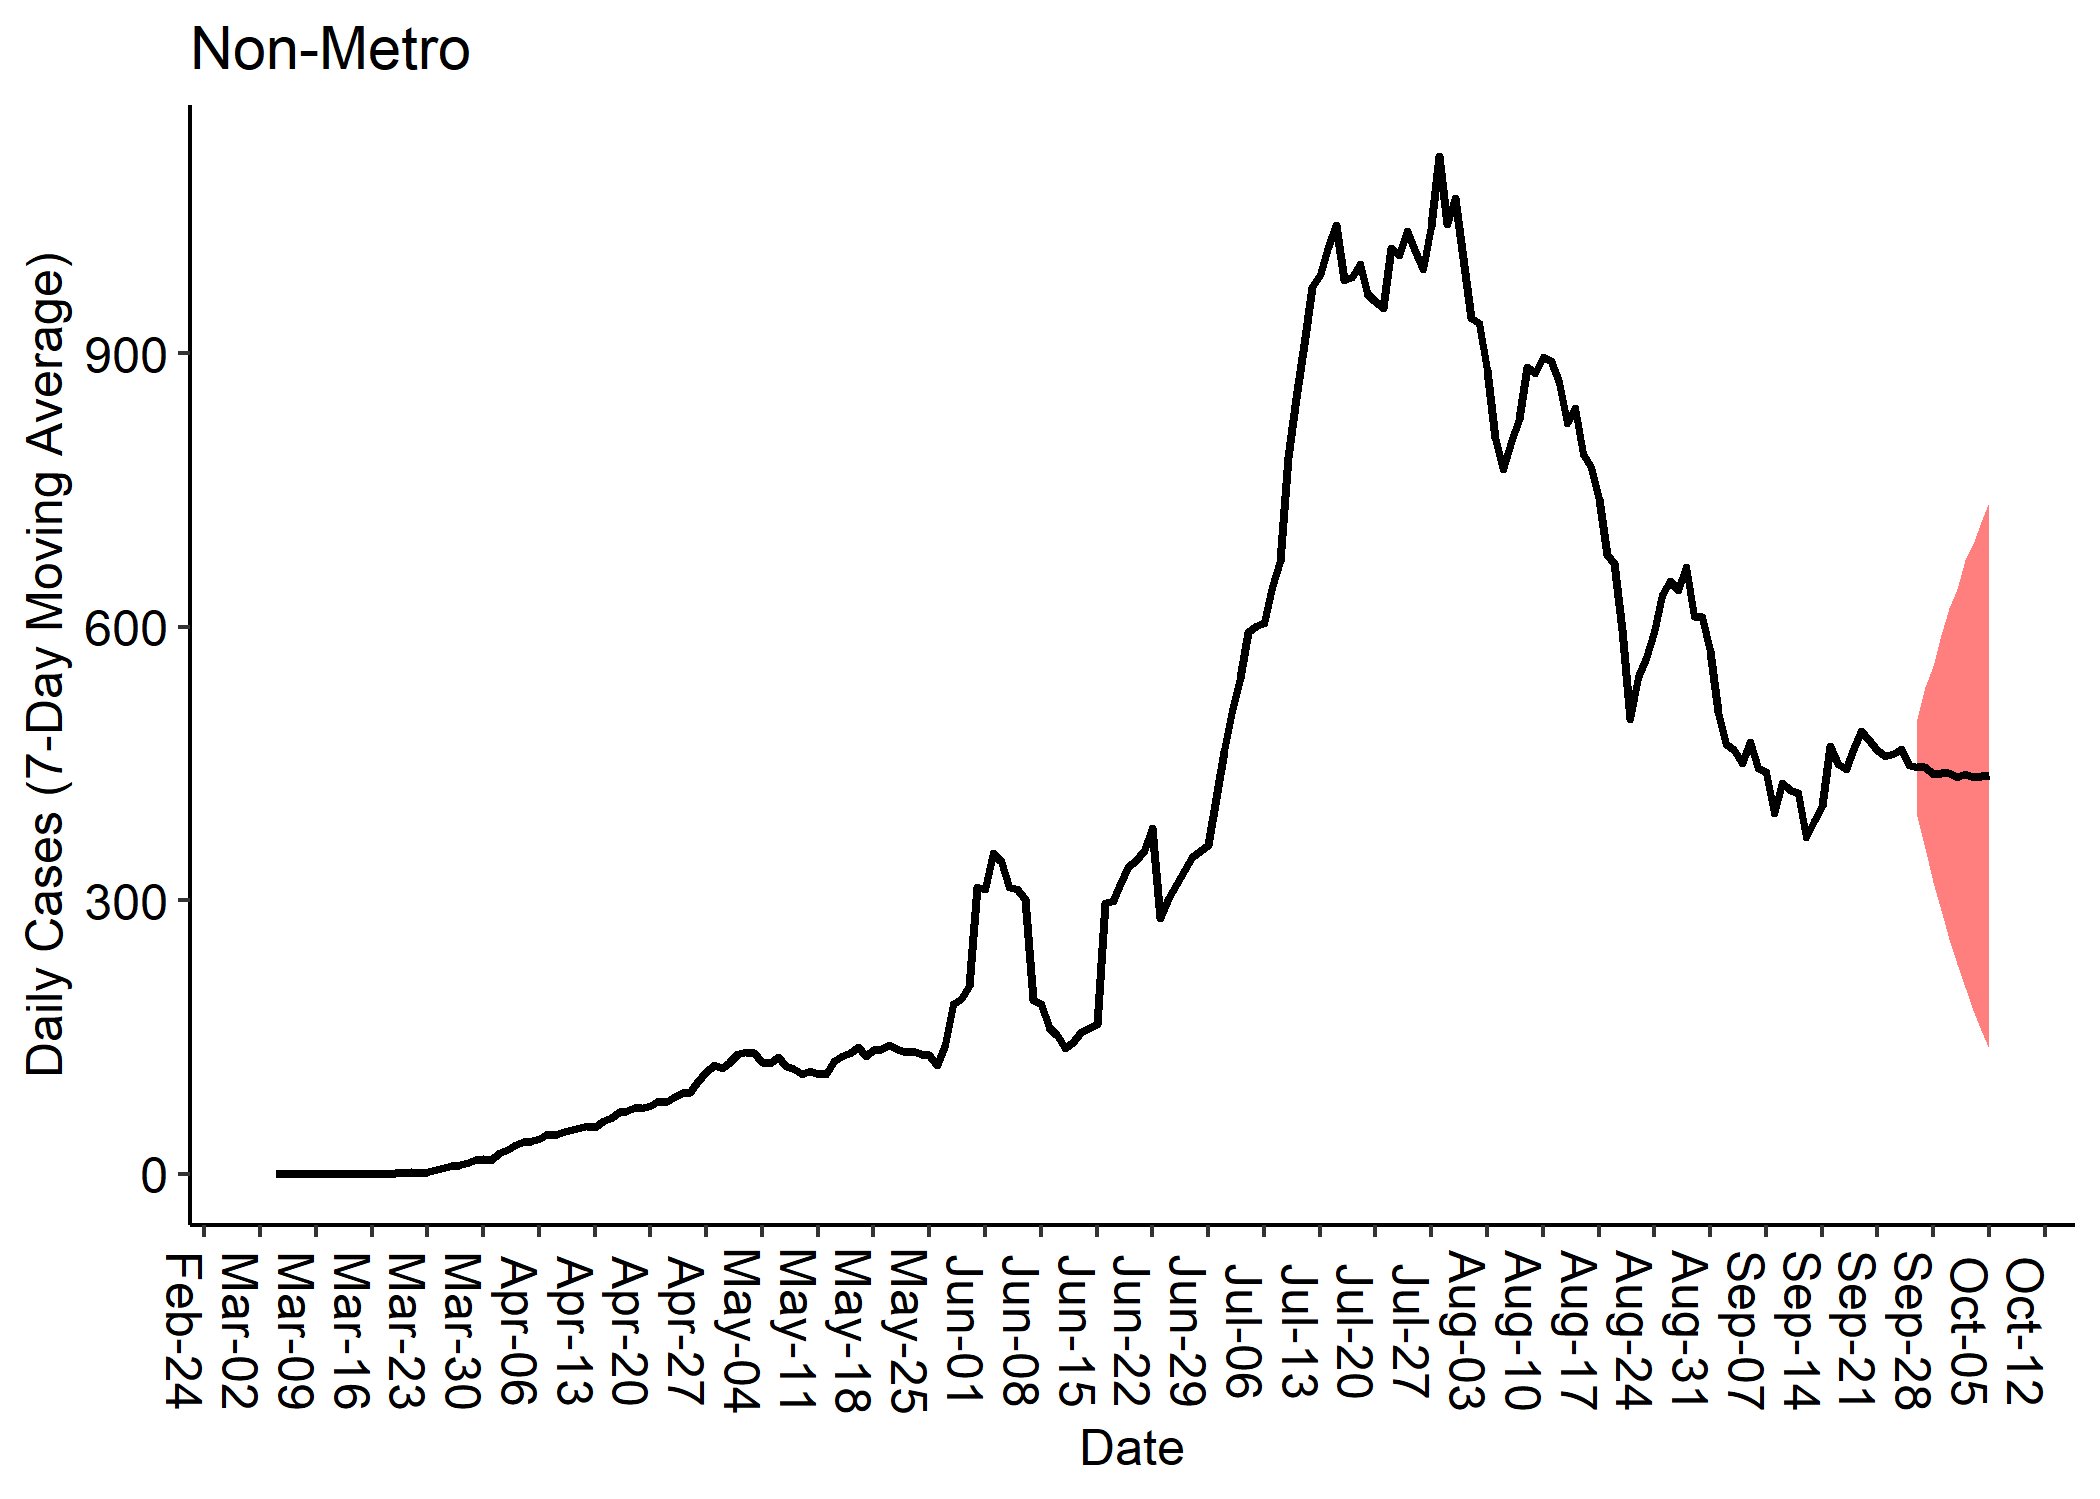 Non-Metro
Daily Cases (7-Day Moving Average)
900
600
300
0
Feb-24
Mar-02
Mar-09
Mar-16
Mar-23
Mar-30
Apr-06
Apr-13
Apr-20
Apr-27
May-04
May-11
May-18
May-25
Jun-01
Jun-08
Jun-15
Jun-22
Jun-29
Jul-06
Jul-13
Jul-20
Jul-27
Aug-03
Aug-10
Aug-17
Aug-24
Aug-31
Sep-07
Sep-14
Sep-21
Sep-28
Oct-05
Oct-12
Date